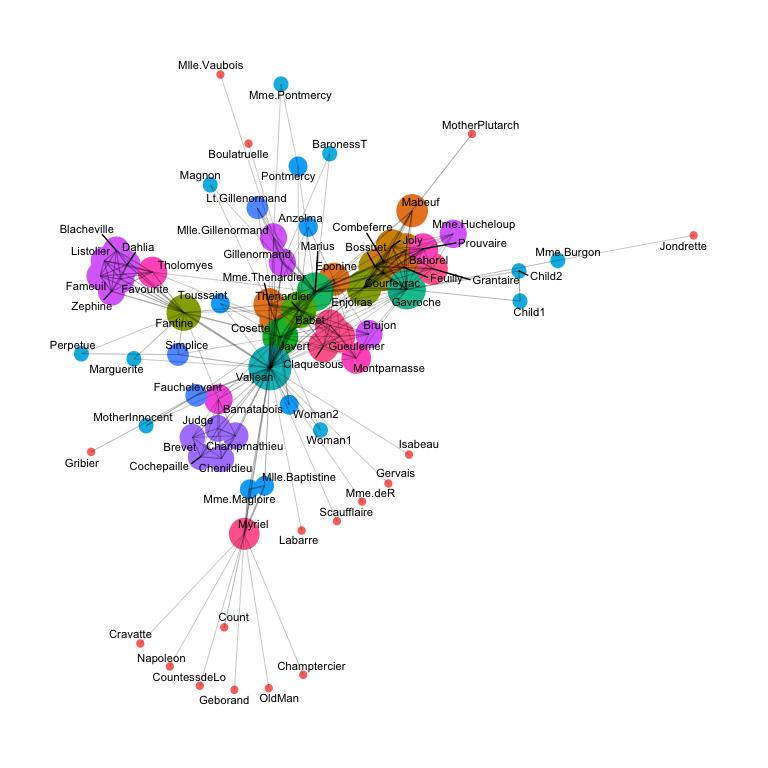 Mlle.Vaubois
Mme.Pontmercy
MotherPlutarch
BaronessT
Boulatruelle
Magnon
Pontmercy
Lt.Gillenormand
Mabeuf
Anzelma
Mme.Hucheloup
Combeferre
Blacheville
Mlle.Gillenormand
Joly
Prouvaire
Dahlia
Marius
Bossuet
Jondrette
Listolier
Gillenormand
Mme.Burgon
Bahorel
Tholomyes
Eponine
Mme.Thenardier
Feuilly
Grantaire
Child2
Fameuil
Favourite
Courfeyrac
Toussaint
Thenardier
Enjolras
Gavroche
Zephine
Child1
Fantine
Babet
Cosette
Brujon
Perpetue
Simplice
Javert
Gueulemer
Marguerite
Claquesous
Montparnasse
Valjean
Fauchelevent
Bamatabois
Woman2
MotherInnocent
Judge
Woman1
Isabeau
Brevet
Champmathieu
Gribier
Cochepaille
Chenildieu
Gervais
Mlle.Baptistine
Mme.deR
Mme.Magloire
Scaufflaire
Myriel
Labarre
Count
Cravatte
Napoleon
Champtercier
CountessdeLo
Geborand
OldMan